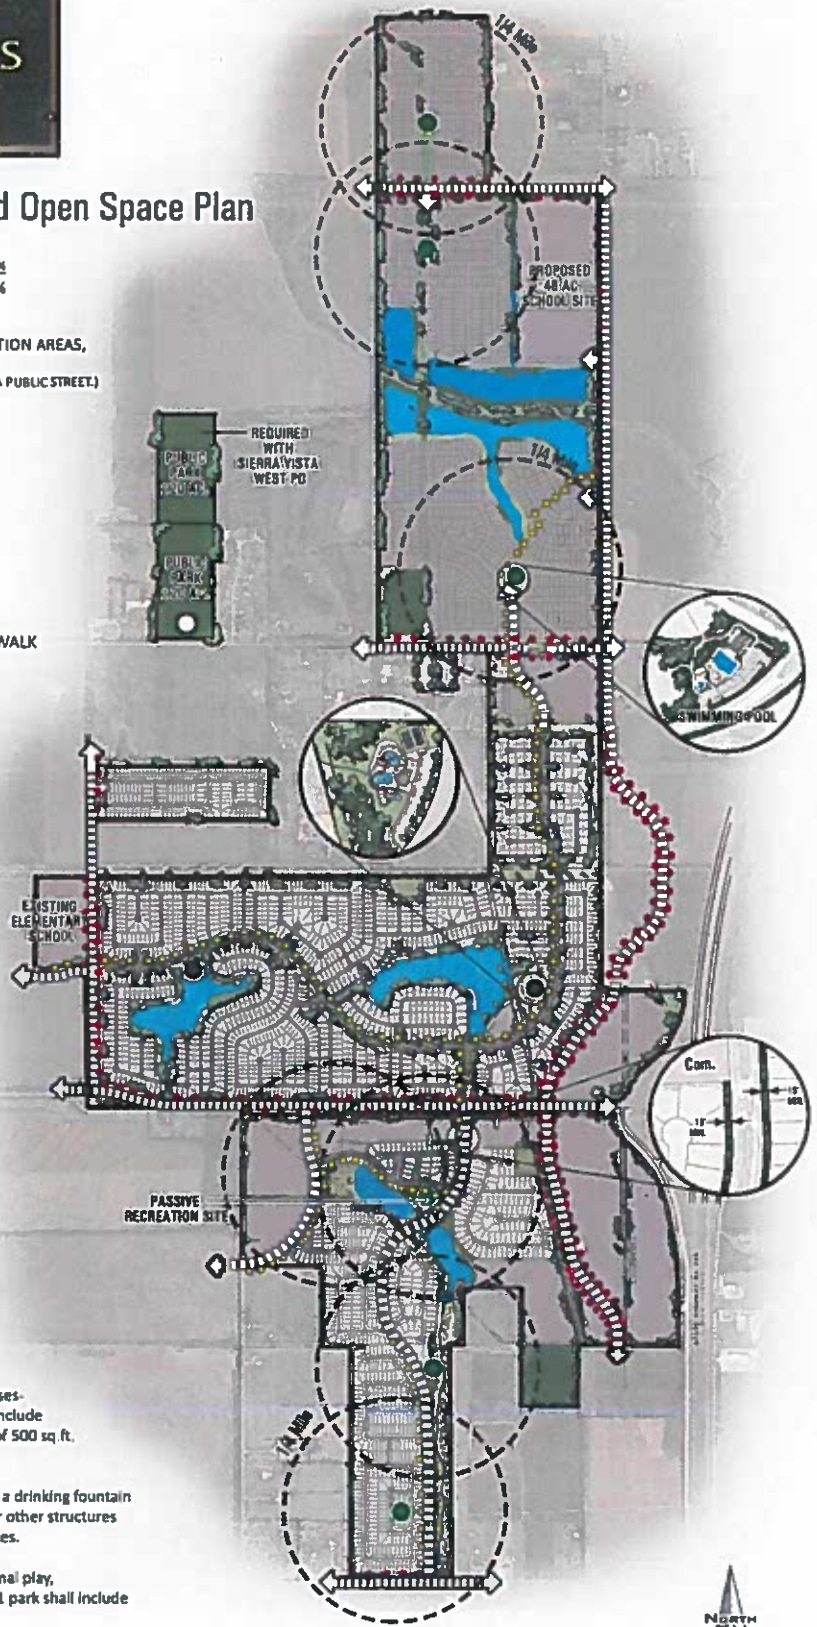 S
d Open Space Plan
%
%
TION AREAS,
A PUBLIC STREET.)
1/4 Mile
PROPOSED
48 AC
SCHOOL SITE
REQUIRED
WITH
SIERRA VISTA
WEST PD
PUBLIC
PARK
PUBLIC
PARK
1/4 Mile
WALK
SWIMMING POOL
EXISTING
ELEMENTARY
SCHOOL
Com.
PASSIVE
RECREATION SITE
1/4 Mile
ses-
nclude
of 500 sq.ft.
a drinking fountain
r other structures
es.
nal play,
1 park shall include
NORTH